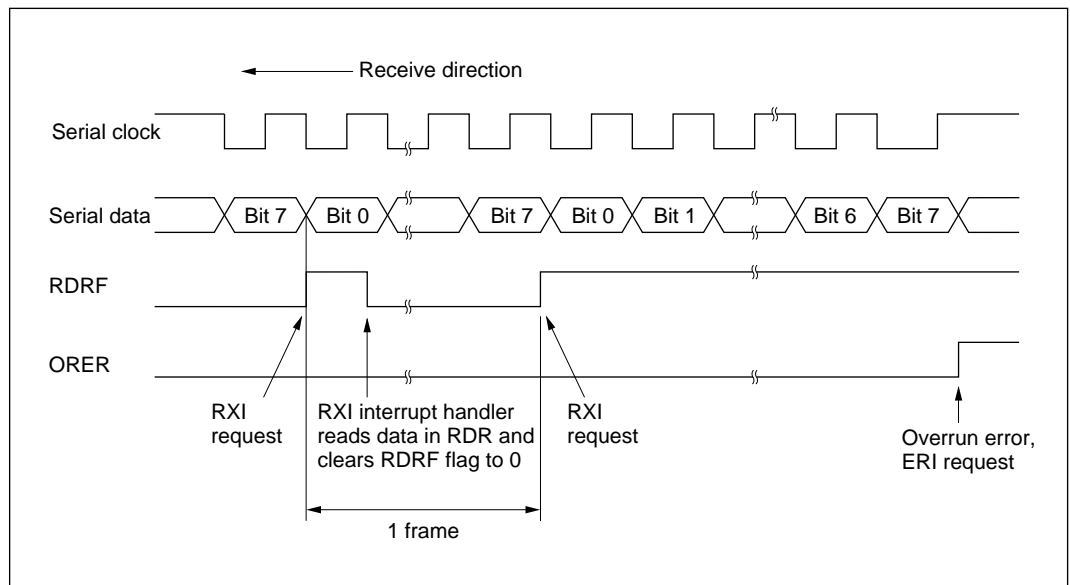 Receive direction
Serial clock
Serial data
Bit 7
Bit 0
Bit 7
Bit 0
Bit 1
Bit 6
Bit 7
RDRF
ORER
RXI
request
RXI interrupt handler
reads data in RDR and
clears RDRF flag to 0
RXI
request
Overrun error,
ERI request
1 frame